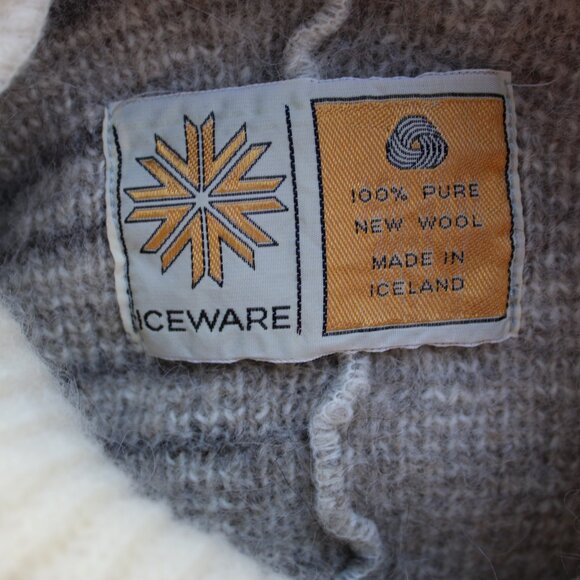 ICEWARE
100% PURE
NEW WOOL
MADE IN
ICELAND